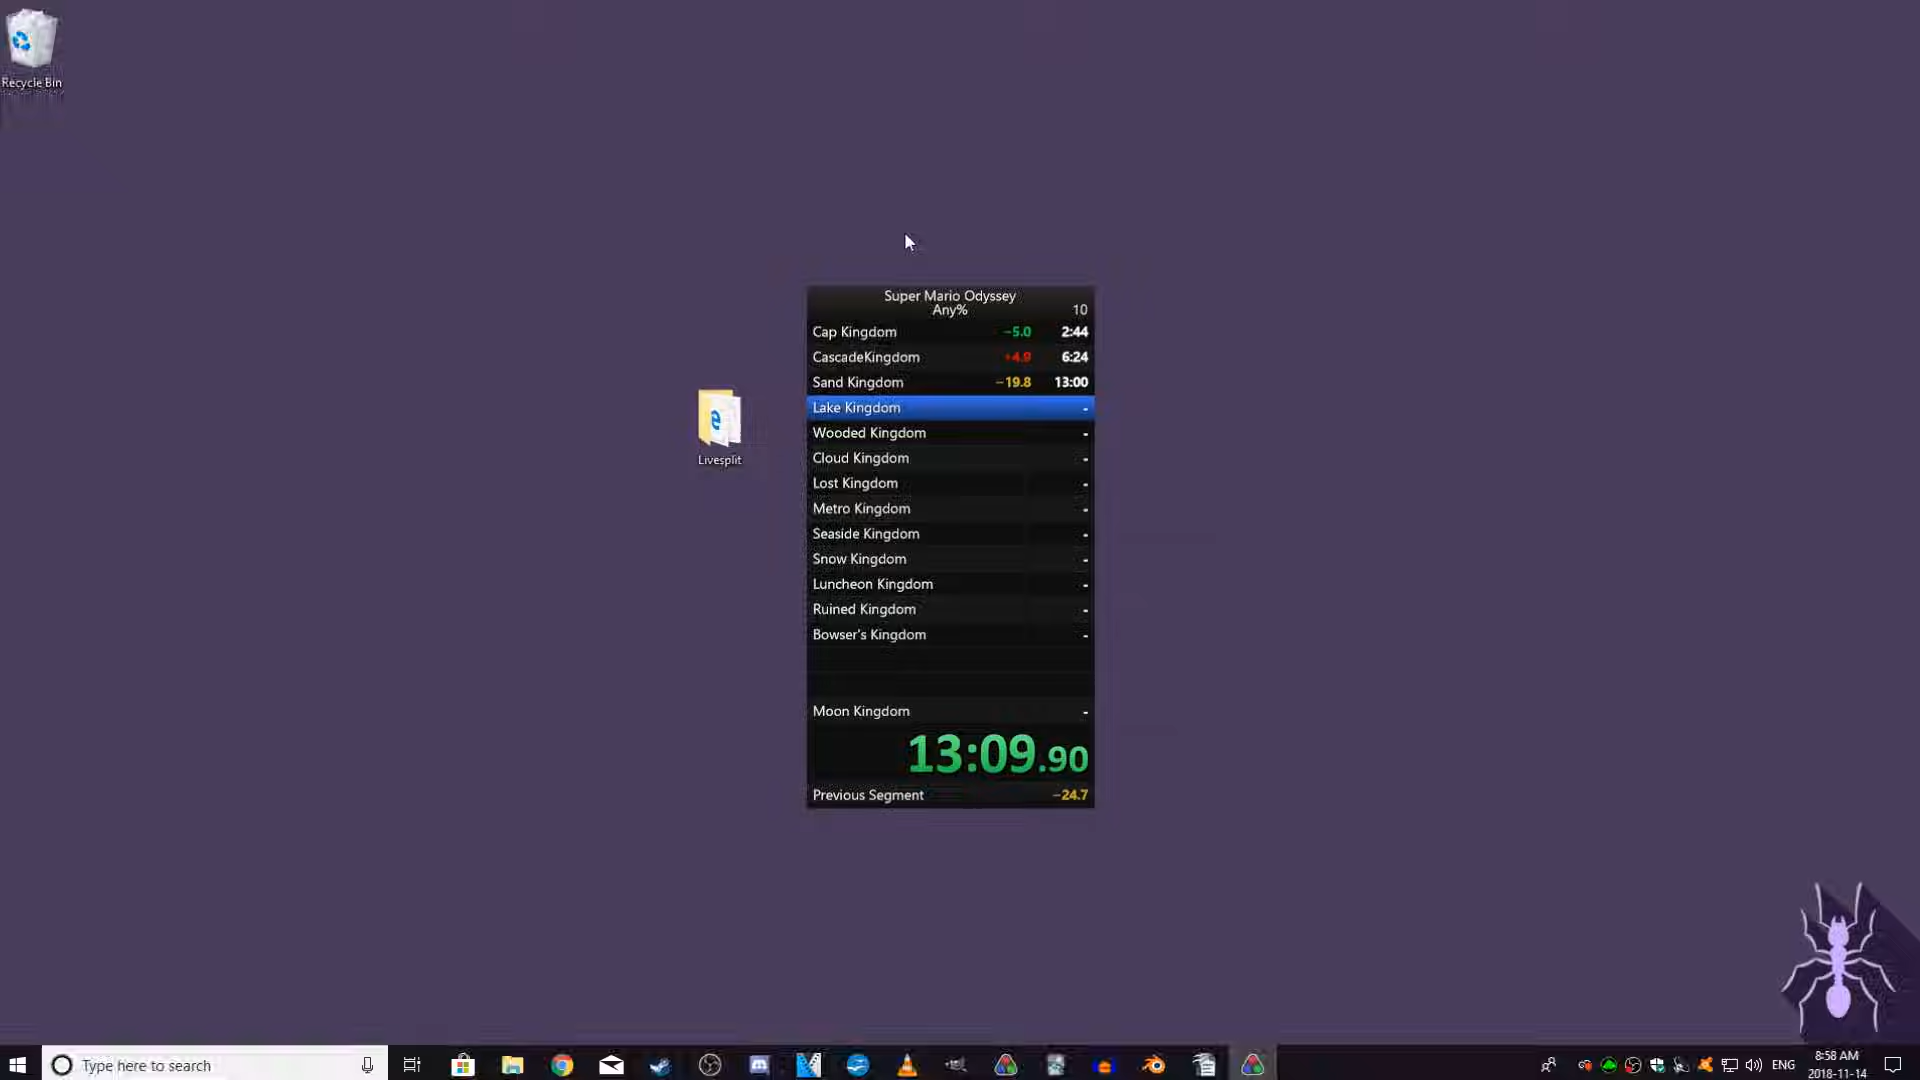 Recycle Bin
Livesplit
Super Mario Odyssey
Any% 10
Cap Kingdom −5.0 2:44
CascadeKingdom +4.9 6:24
Sand Kingdom −19.8 13:00
Lake Kingdom -
Wooded Kingdom -
Cloud Kingdom -
Lost Kingdom -
Metro Kingdom -
Seaside Kingdom -
Snow Kingdom -
Luncheon Kingdom -
Ruined Kingdom -
Bowser's Kingdom -
Moon Kingdom -
13:09.90
Previous Segment −24.7
Type here to search
ENG
8:58 AM
2018-11-14